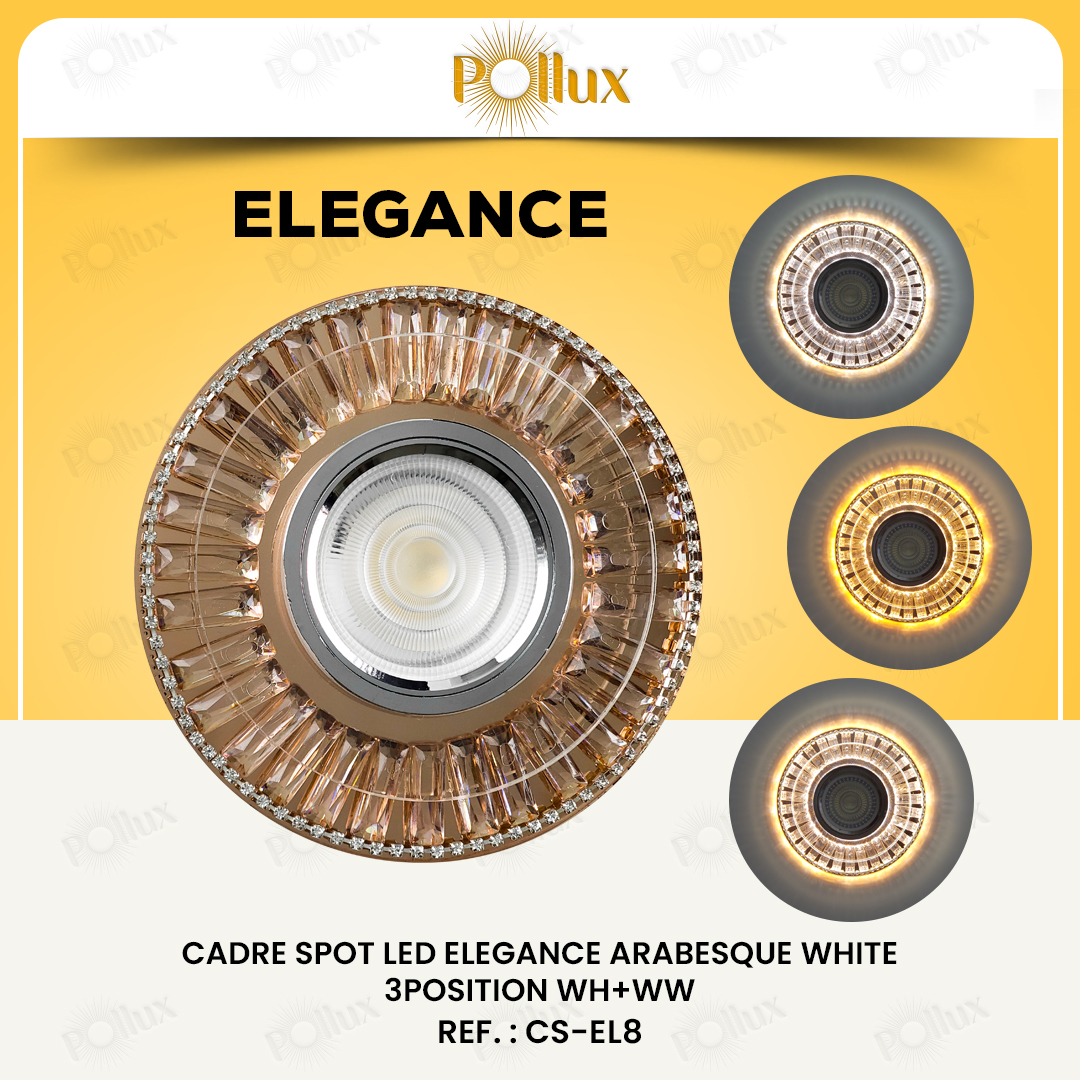 Pollux
ELEGANCE
CADRE SPOT LED ELEGANCE ARABESQUE WHITE
3POSITION WH+WW
REF. : CS-EL8